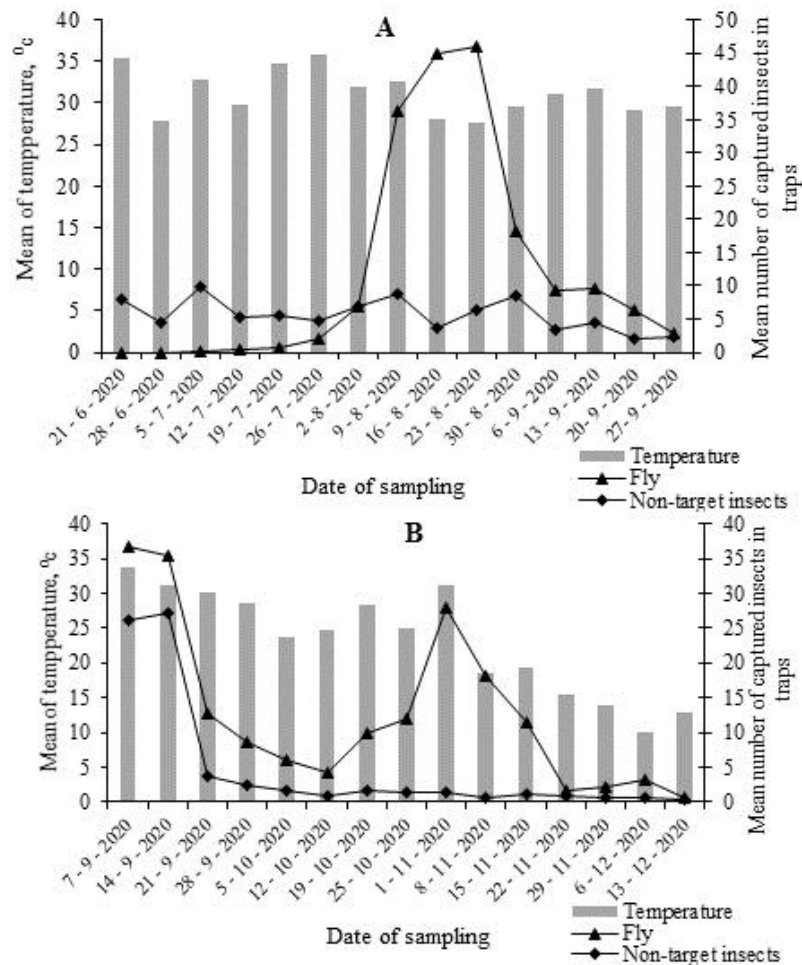 A
Mean of tempperature, ⁰c
40
35
30
25
20
15
10
5
0
50
45
40
35
30
25
20
15
10
5
0
Mean number of captured insects in
traps
21 - 6 -2020
28 - 6 -2020
5 - 7 -2020
12 - 7 -2020
19 - 7 -2020
26 - 7 -2020
2 - 8 -2020
9 - 8 -2020
16 - 8 -2020
23 - 8 -2020
30 - 8 -2020
6 - 9 -2020
13 - 9 -2020
20 - 9 -2020
27 - 9 -2020
Date of sampling
Temperature
Fly
Non-target insects
B
Mean of tempperature, ⁰c
40
35
30
25
20
15
10
5
0
40
35
30
25
20
15
10
5
0
Mean number of captured insects in
traps
7 - 9 -2020
14 - 9 -2020
21 - 9 -2020
28 - 9 -2020
5 - 10 -2020
12 - 10 -2020
19 - 10 -2020
25 - 10 -2020
1 - 11 -2020
8 - 11 -2020
15 - 11 -2020
22 - 11 -2020
29 - 11 -2020
6 - 12 -2020
13 - 12 -2020
Date of sampling
Temperature
Fly
Non-target insects